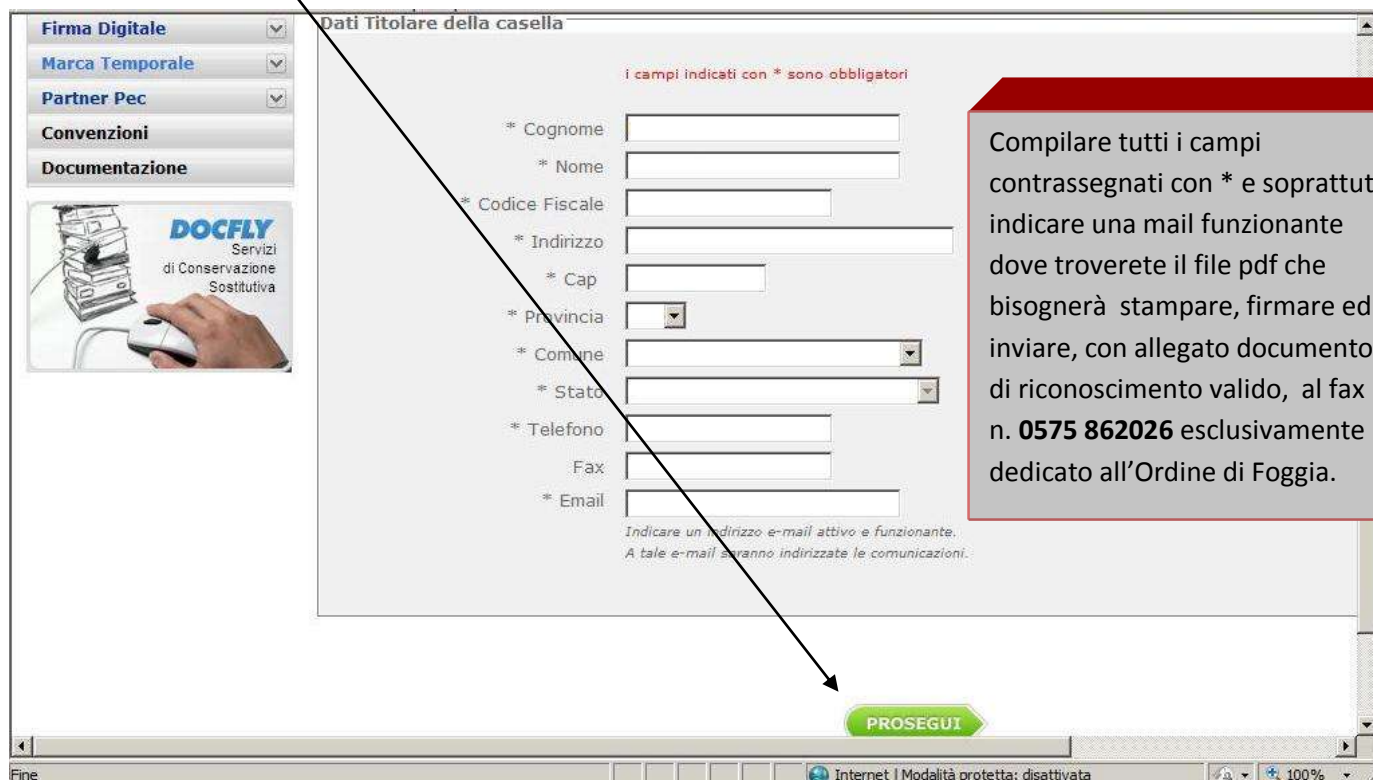 Firma Digitale
Marca Temporale
Partner Pec
Convenzioni
Documentazione
DOCFLY
Servizi
di Conservazione
Sostitutiva
Dati Titolare della casella
i campi indicati con * sono obbligatori
* Cognome
* Nome
* Codice Fiscale
* Indirizzo
* Cap
* Provincia
* Comune
* Stato
* Telefono
Fax
* Email
Indicare un indirizzo e-mail attivo e funzionante.
A tale e-mail saranno indirizzate le comunicazioni.
Compilare tutti i campi
contrassegnati con * e soprattut
indicare una mail funzionante
dove troverete il file pdf che
bisognerà stampare, firmare ed
inviare, con allegato documento
di riconoscimento valido, al fax
n. 0575 862026 esclusivamente
dedicato all’Ordine di Foggia.
PROSEGUI
Fine
Internet | Modalità protetta: disattivata
100%